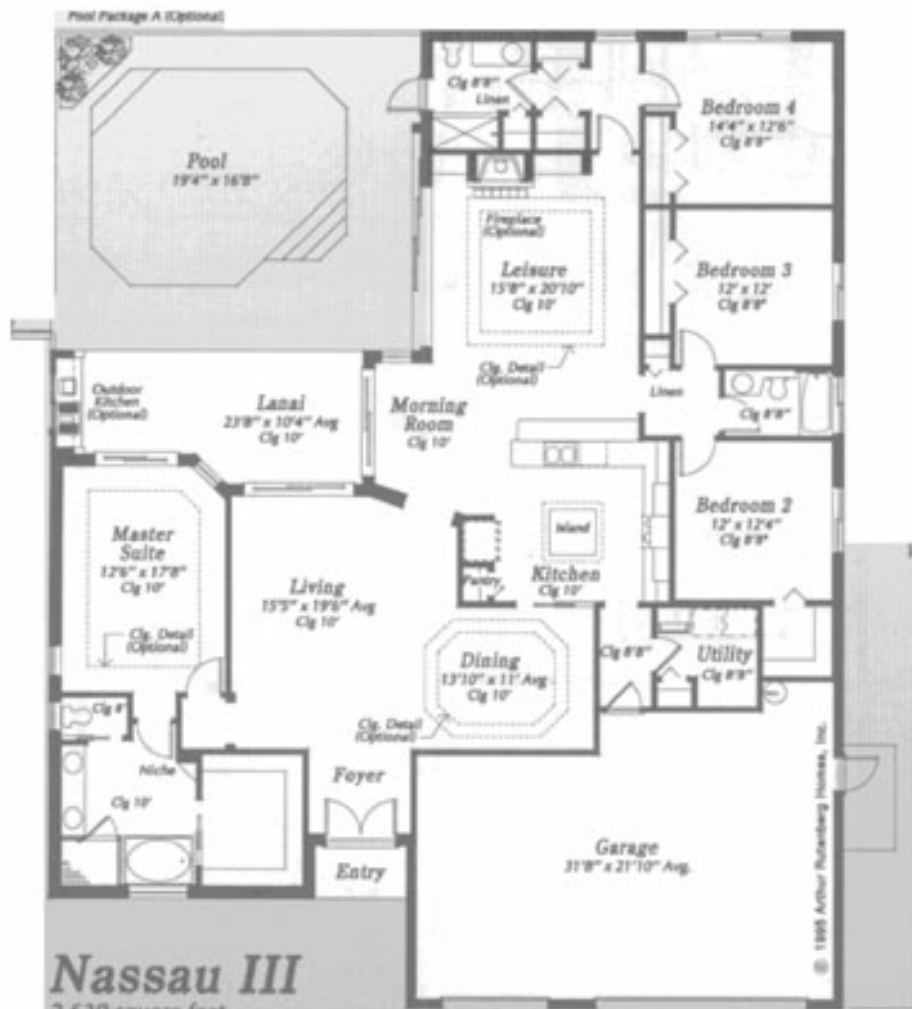 Pool Package A (Optional)
Pool
19'4" x 16'8"
Clg 8'8"
Linen
Bedroom 4
14'4" x 12'6"
Clg 8'8"
Fireplace
(Optional)
Leisure
15'8" x 20'10"
Clg 10'
Clg. Detail
(Optional)
Bedroom 3
12' x 12'
Clg 8'8"
Linen
Clg 8'8"
Outdoor
Kitchen
(Optional)
Lanai
23'8" x 10'4" Avg
Clg 10'
Morning
Room
Clg 10'
Bedroom 2
12' x 12'4"
Clg 8'8"
Island
Kitchen
Clg 10'
Pantry
Master
Suite
12'6" x 17'8"
Clg 10'
Clg. Detail
(Optional)
Living
15'5" x 19'6" Avg
Clg 10'
Dining
13'10" x 11' Avg
Clg 10'
Clg. Detail
(Optional)
Clg 8'8"
Utility
Clg 8'8"
Clg 8'
Niche
Clg 10'
Foyer
Entry
Garage
31'8" x 21'10" Avg.
© 1995 Arthur Rutenberg Homes, Inc.
Nassau III
square feet